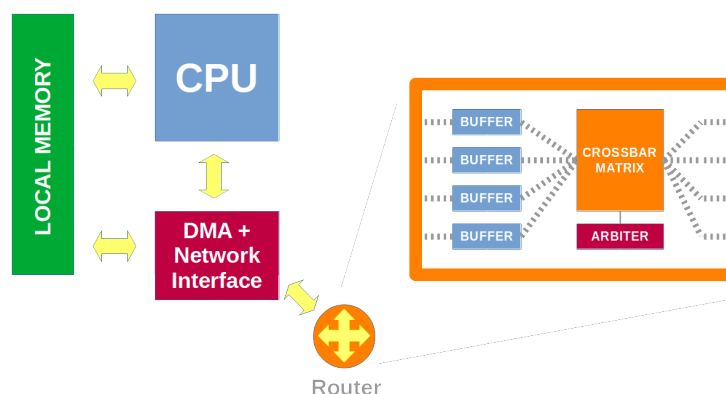 LOCAL MEMORY
CPU
DMA +
Network
Interface
Router
BUFFER
BUFFER
BUFFER
BUFFER
CROSSBAR
MATRIX
ARBITER